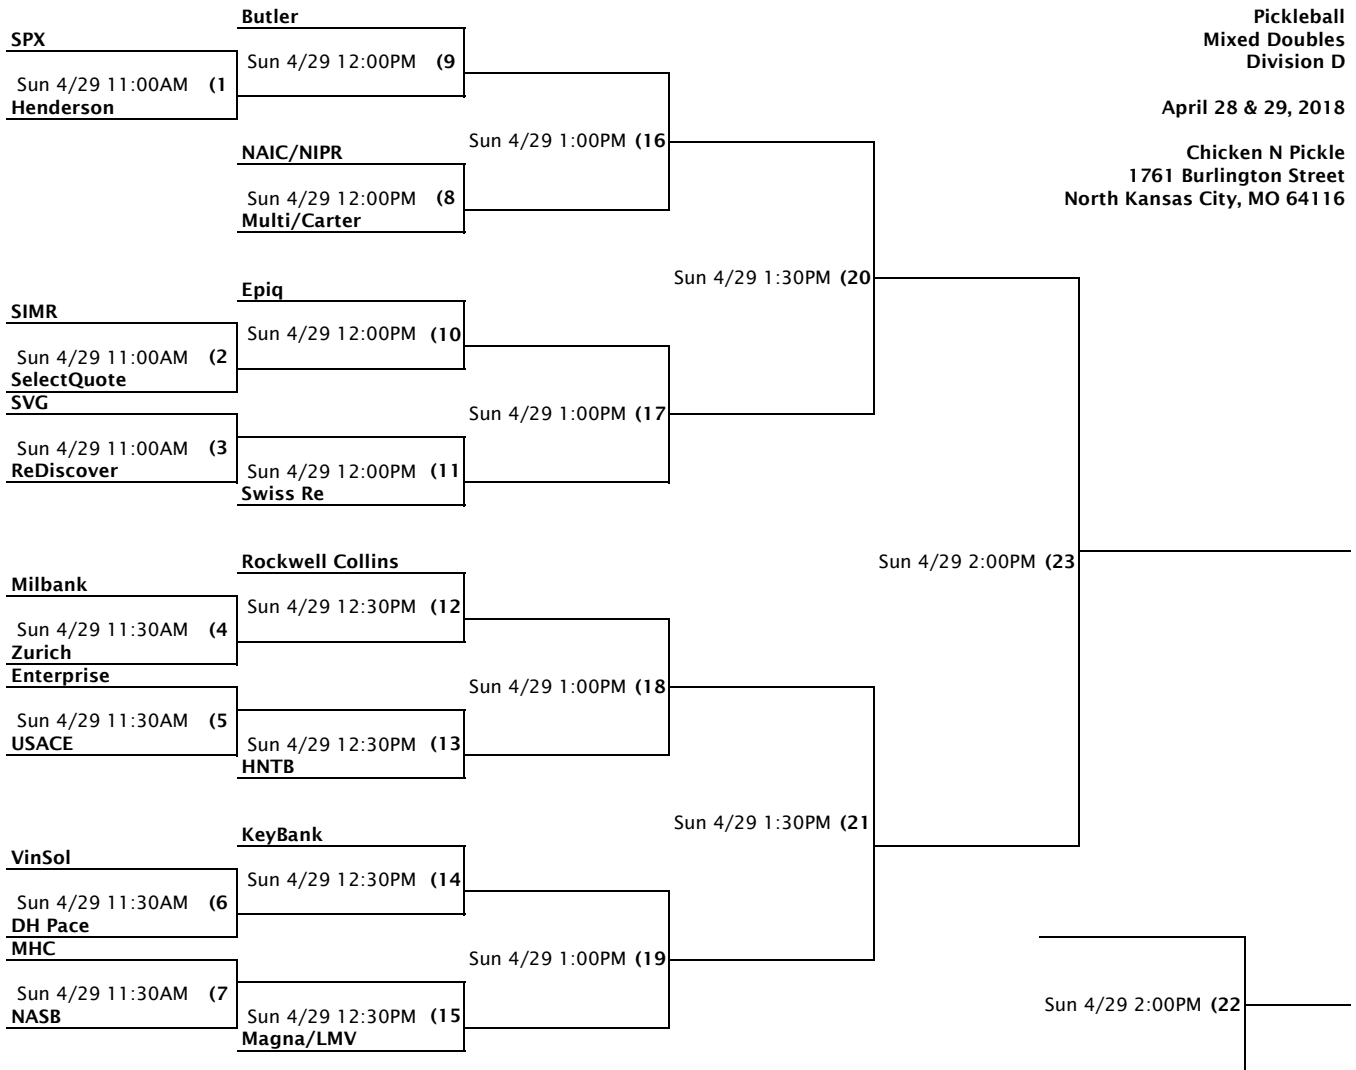 Butler
Pickleball
SPX
Mixed Doubles
Sun 4/29 12:00PM (9
Division D
Sun 4/29 11:00AM (1
Henderson
April 28 & 29, 2018
Sun 4/29 1:00PM (16
NAIC/NIPR
Chicken N Pickle
1761 Burlington Street
Sun 4/29 12:00PM (8
North Kansas City, MO 64116
Multi/Carter
Sun 4/29 1:30PM (20
Epiq
SIMR
Sun 4/29 12:00PM (10
Sun 4/29 11:00AM (2
SelectQuote
SVG
Sun 4/29 1:00PM (17
Sun 4/29 11:00AM (3
ReDiscover
Sun 4/29 12:00PM (11
Swiss Re
Rockwell Collins
Sun 4/29 2:00PM (23
Milbank
Sun 4/29 12:30PM (12
Sun 4/29 11:30AM (4
Zurich
Enterprise
Sun 4/29 1:00PM (18
Sun 4/29 11:30AM (5
USACE
Sun 4/29 12:30PM (13
HNTB
Sun 4/29 1:30PM (21
KeyBank
VinSol
Sun 4/29 12:30PM (14
Sun 4/29 11:30AM (6
DH Pace
MHC
Sun 4/29 1:00PM (19
Sun 4/29 11:30AM (7
Sun 4/29 2:00PM (22
NASB
Sun 4/29 12:30PM (15
Magna/LMV